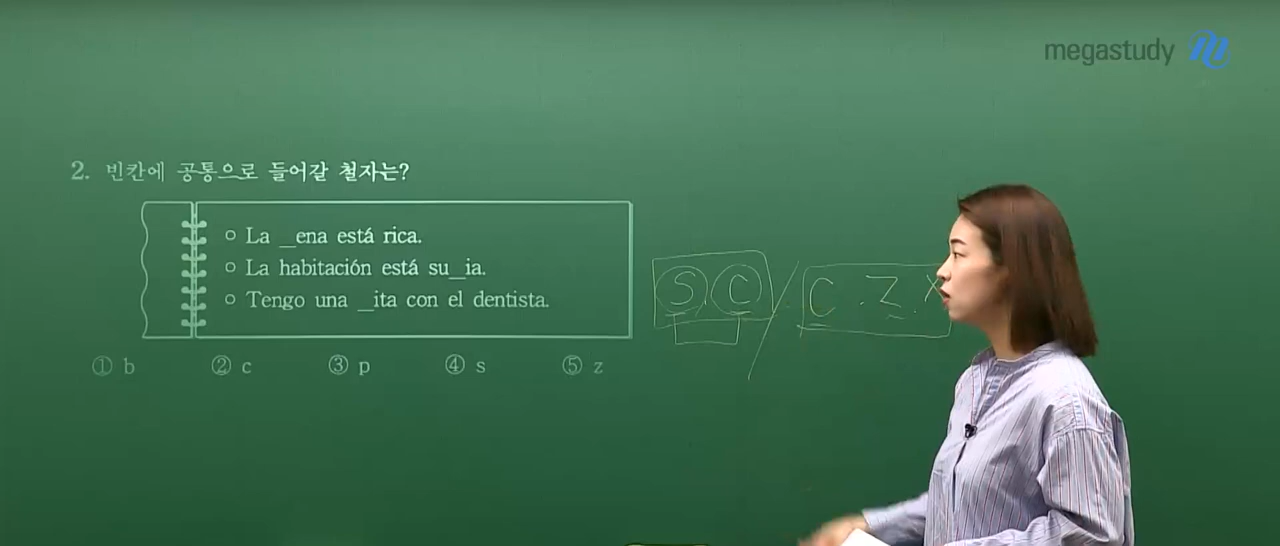 megastudy
2. 빈칸에 공통으로 들어갈 철자는?
○ La _ena está rica.
○ La habitación está su_ia.
○ Tengo una _ita con el dentista.
S, C / C . Z . X
① b ② c ③ p ④ s ⑤ z